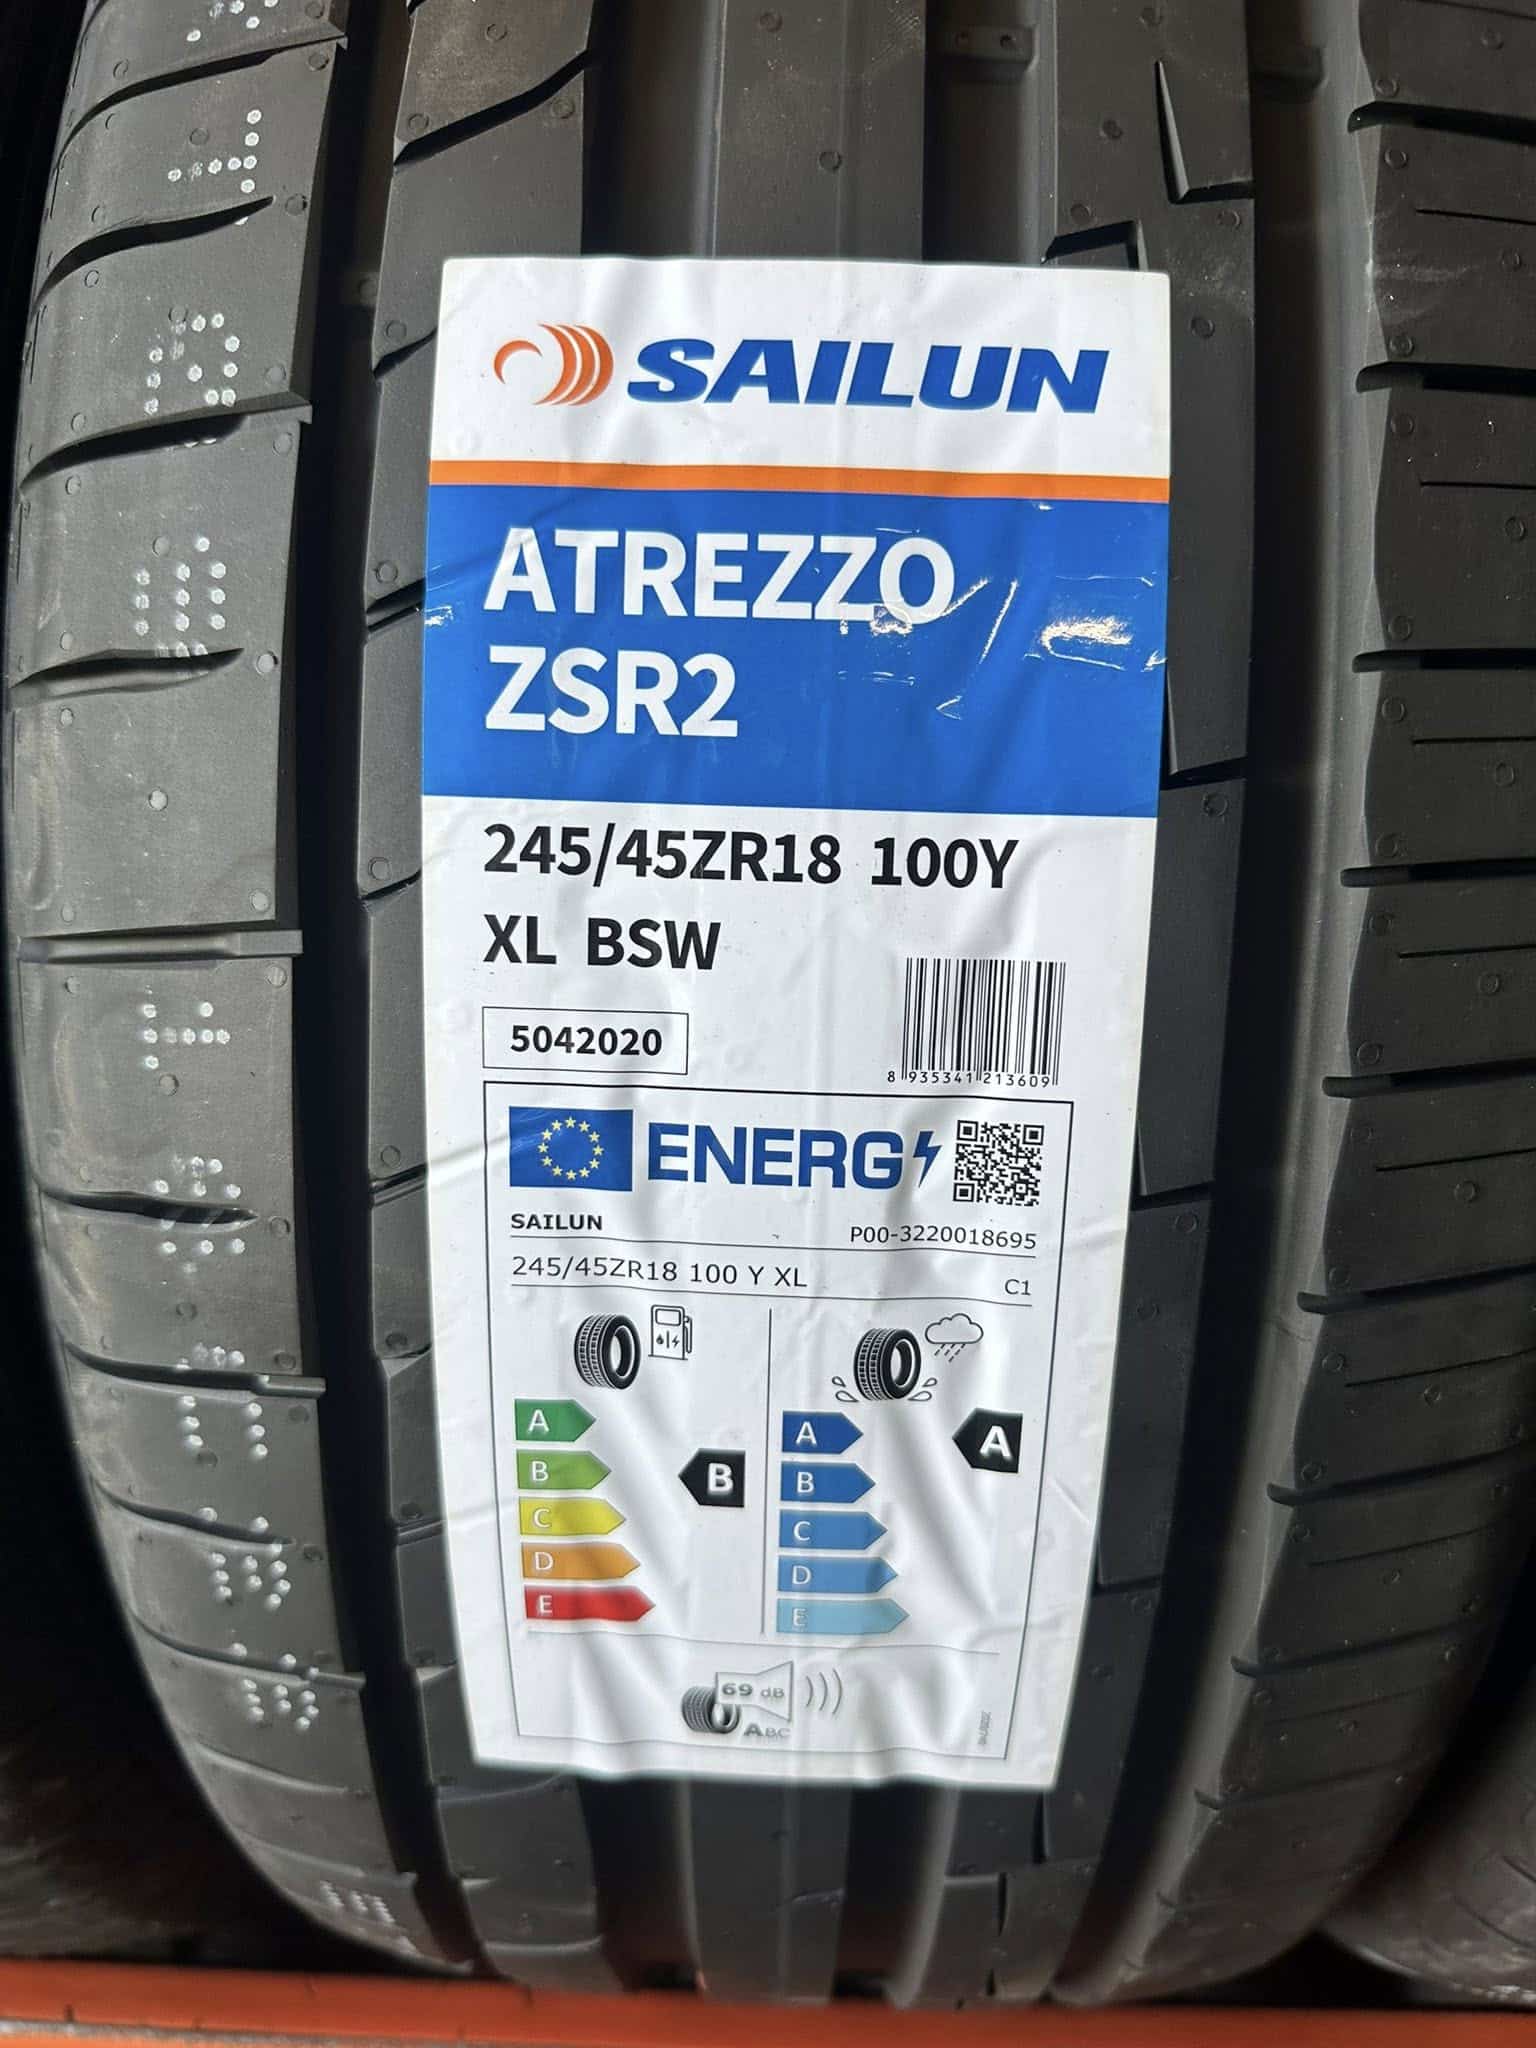 SAILUN
ATREZZO
ZSR2
245/45ZR18 100Y
XL BSW
5042020
8 935341 213609
ENERG
SAILUN
P00-3220018695
245/45ZR18 100 Y XL
C1
A
B
C
D
E
B
A
B
C
D
E
A
69 dB
ABC